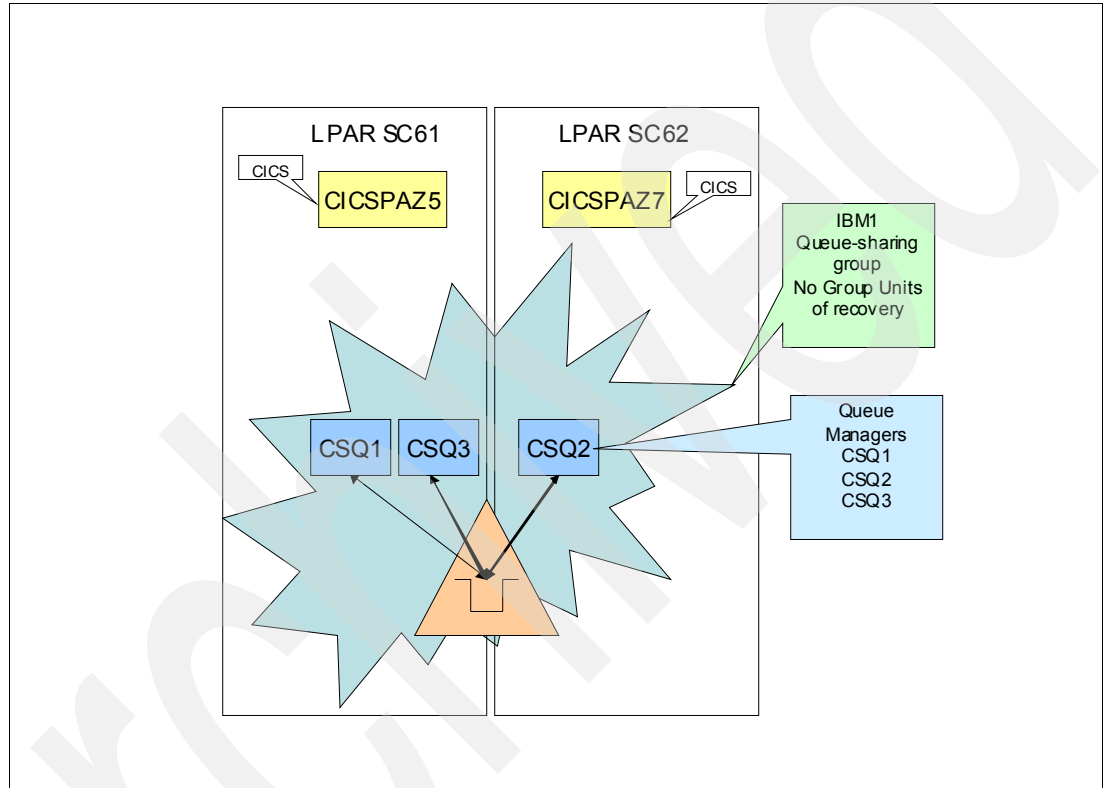 LPAR SC61
LPAR SC62
CICS
CICSPAZ5
CICSPAZ7
CICS
IBM1
Queue-sharing
group
No Group Units
of recovery
CSQ1
CSQ3
CSQ2
Queue
Managers
CSQ1
CSQ2
CSQ3